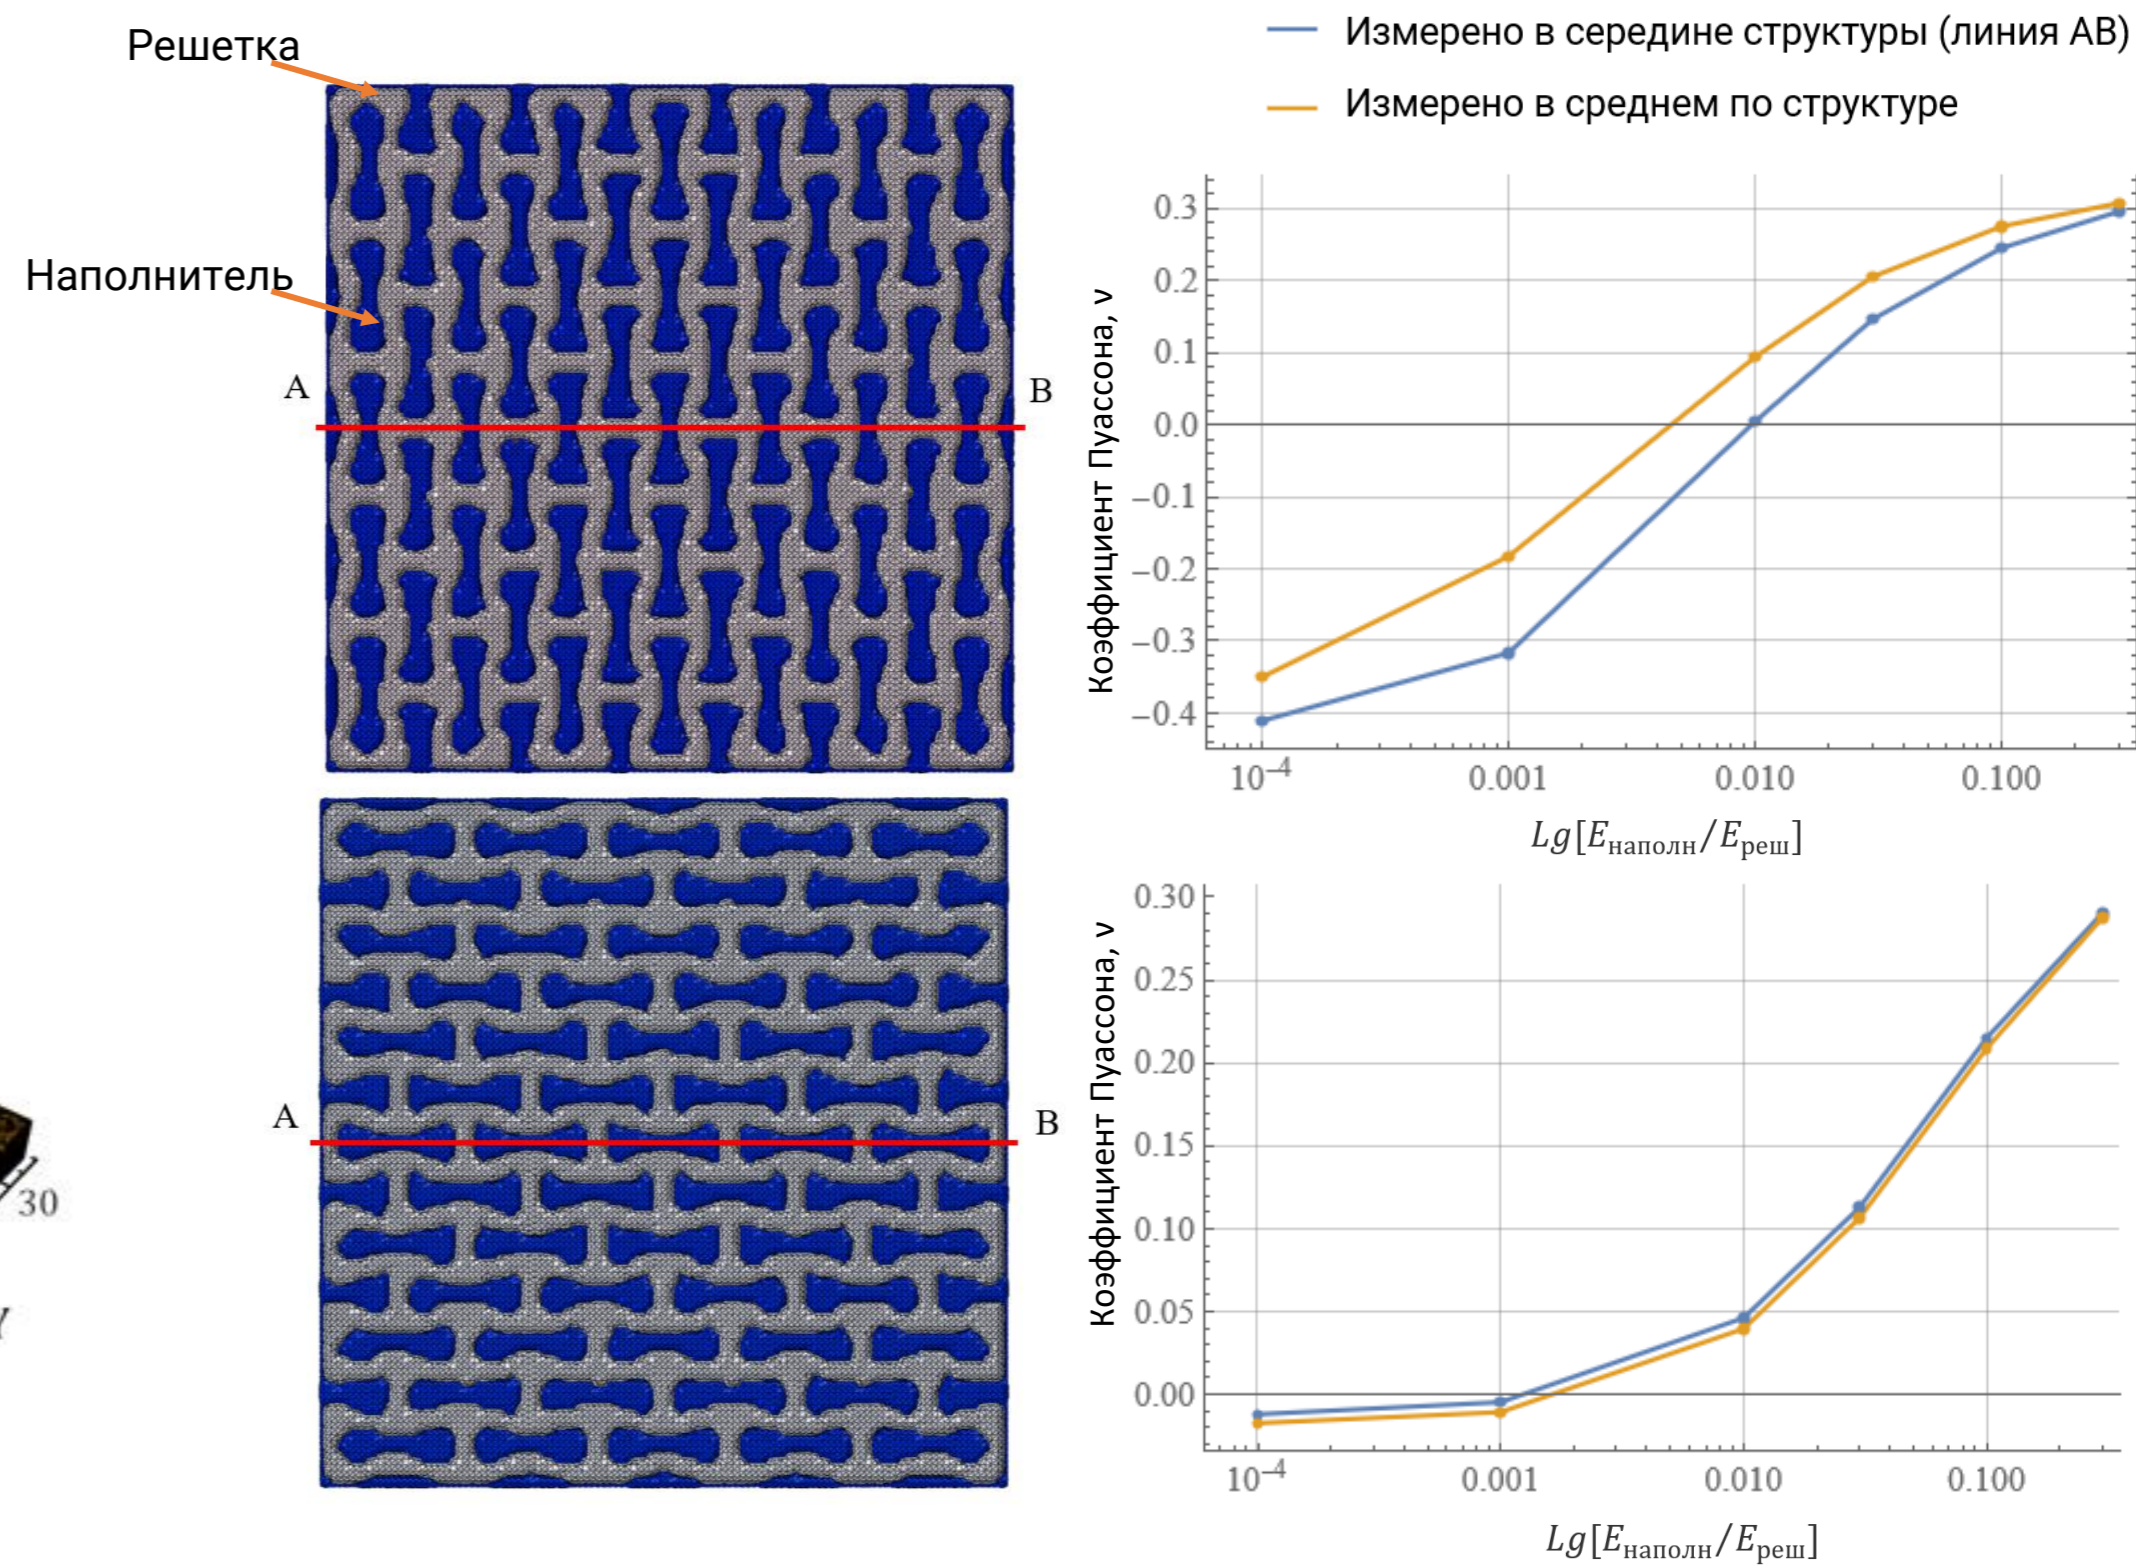 Решетка
Наполнитель
A
B
Измерено в середине структуры (линия АВ)
Измерено в среднем по структуре
Коэффициент Пуассона, ν
0.3
0.2
0.1
0.0
−0.1
−0.2
−0.3
−0.4
10⁻⁴
0.001
0.010
0.100
Lg[Eнаполн/Eреш]
A
B
30
Коэффициент Пуассона, ν
0.30
0.25
0.20
0.15
0.10
0.05
0.00
10⁻⁴
0.001
0.010
0.100
Lg[Eнаполн/Eреш]